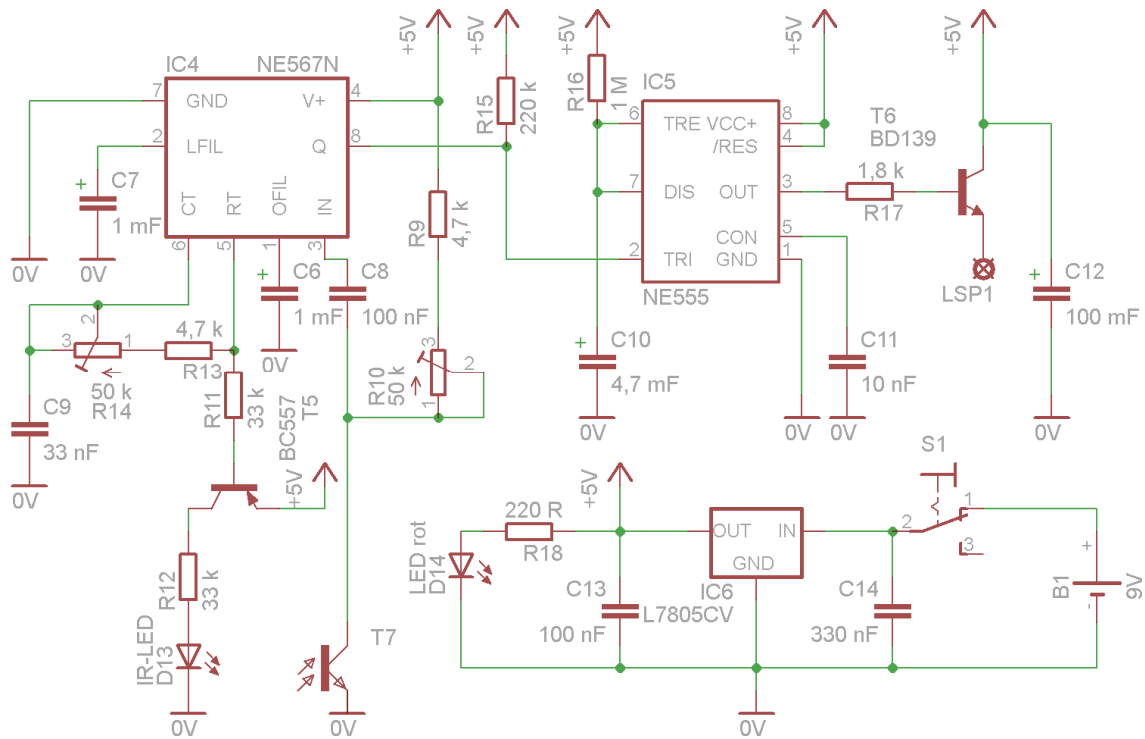 +5V
+5V
+5V
+5V
+5V
IC4
NE567N
7
GND
V+
4
2
LFIL
Q
8
CT
RT
OFIL
IN
6
5
1
3
+
C7
1 mF
0V
0V
R15
220 k
R16
1 M
IC5
6
TRE
VCC+
8
/RES
4
7
DIS
OUT
3
CON
5
2
TRI
GND
1
NE555
T6
BD139
1,8 k
R17
LSP1
+
C12
100 mF
0V
R9
4,7 k
+
C6
1 mF
0V
C8
100 nF
2
3
1
50 k
R14
4,7 k
R13
R11
33 k
C9
33 nF
0V
3
2
1
R10
50 k
+
C10
4,7 mF
0V
C11
10 nF
0V
0V
BC557
T5
+5V
R12
33 k
IR-LED
D13
0V
T7
0V
+5V
220 R
R18
LED rot
D14
C13
100 nF
OUT
IN
GND
IC6
L7805CV
C14
330 nF
S1
1
2
3
+
-
B1
9V
0V